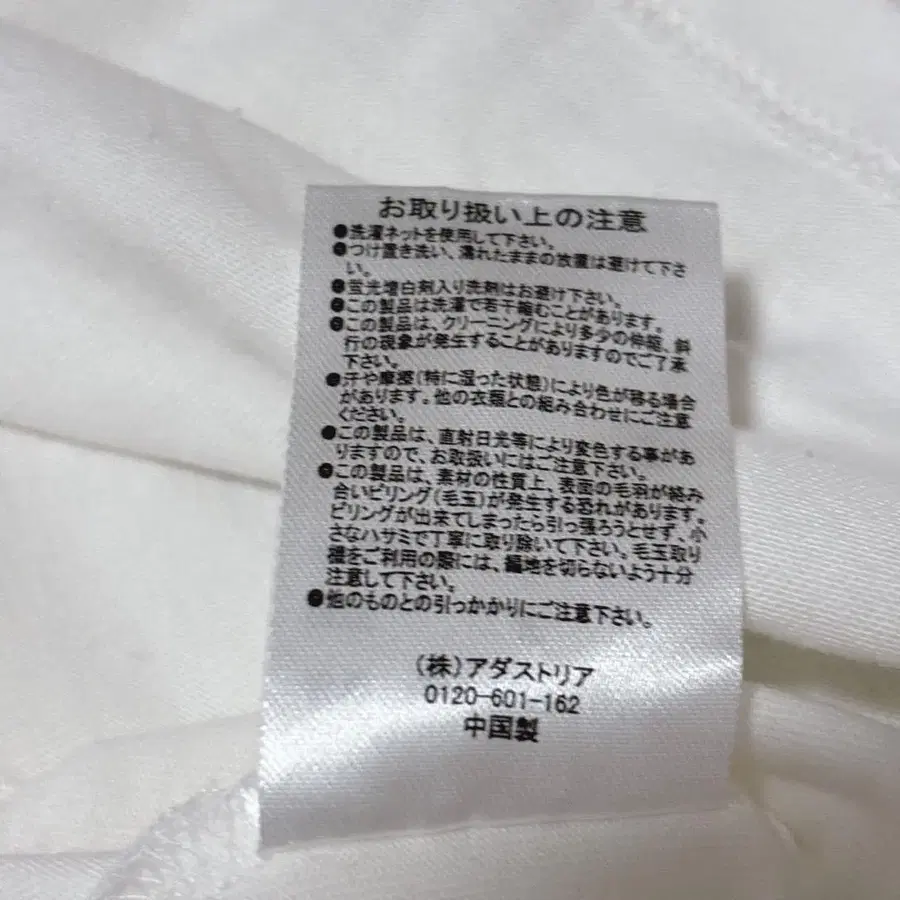 お取り扱い上の注意
●洗濯ネットを使用して下さい。
●つけ置き洗い、濡れたままの放置は避けて下さ
い。
●蛍光増白剤入り洗剤はお避け下さい。
●この製品は洗濯で若干縮むことがあります。
●この製品は、クリーニングにより多少の伸縮、斜
行の現象が発生することがありますのでご了承
下さい。
●汗や摩擦(特に湿った状態)により色が移る場合
があります。他の衣類との組み合わせにご注意
ください。
●この製品は、直射日光等により変色する事があ
りますので、お取扱いにはご注意下さい。
●この製品は、素材の性質上、表面の毛羽が絡み
合いピリング(毛玉)が発生する恐れがあります。
ピリングが出来てしまったら引っ張ろうとせず、小
さなハサミで丁寧に取り除いて下さい。毛玉取り
機をご利用の際には、編地を切らないよう十分
注意して下さい。
●他のものとの引っかかりにご注意下さい。
(株)アダストリア
0120-601-162
中国製